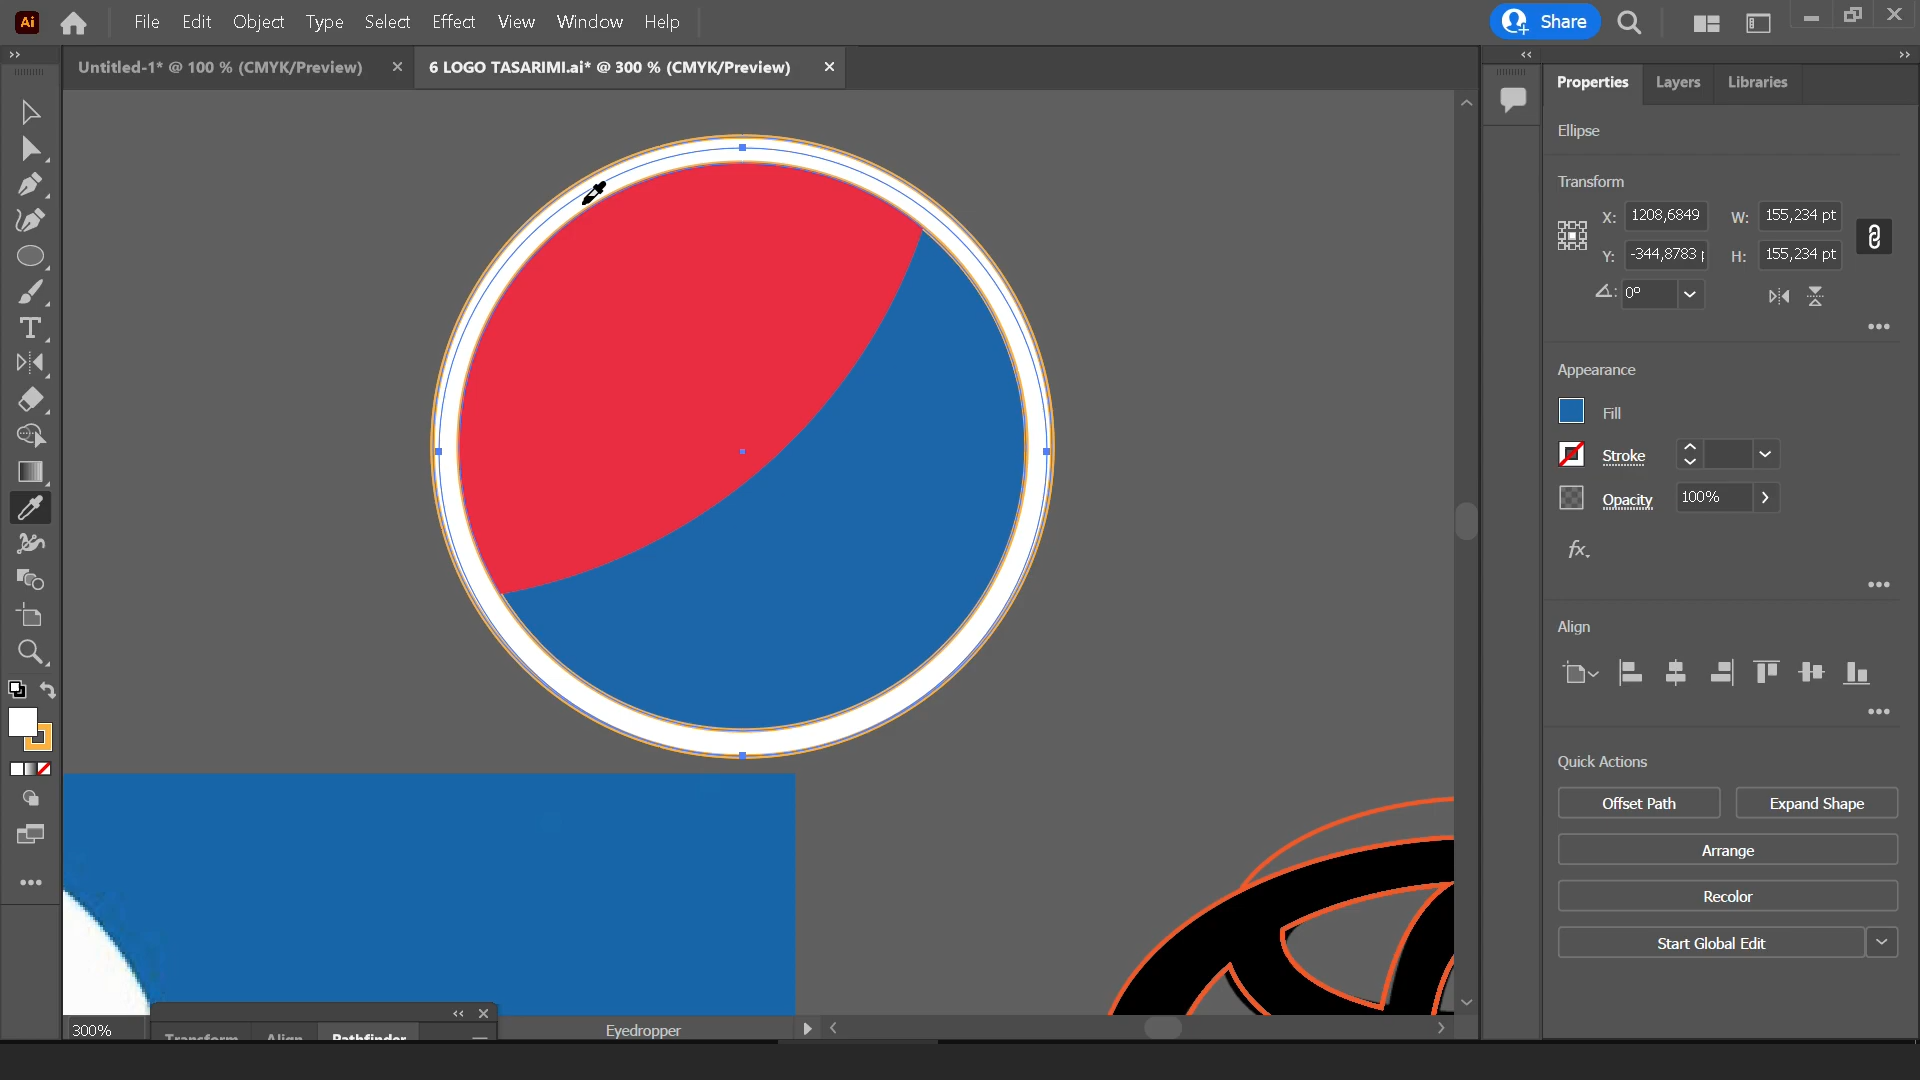 Ai File Edit Object Type Select Effect View Window Help Share
Untitled-1* @ 100 % (CMYK/Preview) × 6 LOGO TASARIMI.ai* @ 300 % (CMYK/Preview) ×
Properties Layers Libraries
Ellipse
Transform
X: 1208,6849 W: 155,234 pt
Y: -344,8783 H: 155,234 pt
0°
Appearance
Fill
Stroke
Opacity 100%
fx.
Align
Quick Actions
Offset Path Expand Shape
Arrange
Recolor
Start Global Edit
300% Eyedropper
Transform Align Pathfinder